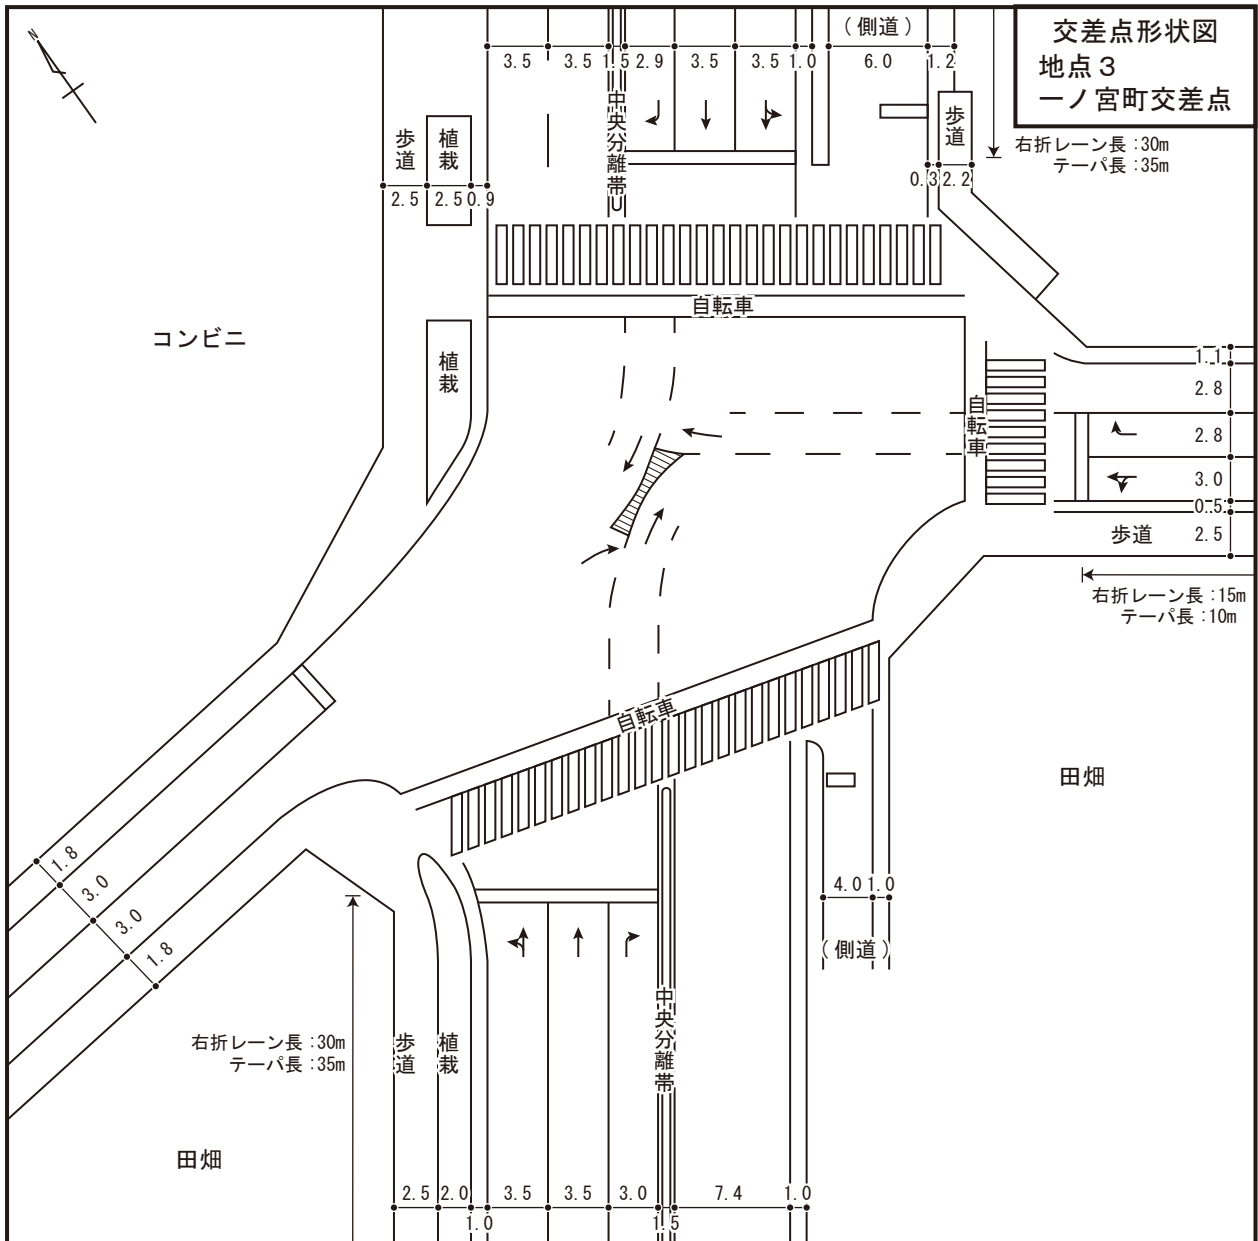 交差点形状図
地点３
一ノ宮町交差点
N
(側道)
3.5
3.5
1.5
2.9
3.5
3.5
1.0
6.0
1.2
中央分離帯
歩道
植栽
歩道
右折レーン長:30m
テーパ長:35m
2.5
2.5
0.9
0.3
2.2
自転車
コンビニ
植栽
自転車
1.1
2.8
2.8
3.0
0.5
歩道
2.5
右折レーン長:15m
テーパ長:10m
自転車
田畑
1.8
3.0
3.0
1.8
4.0
1.0
(側道)
中央分離帯
右折レーン長:30m
テーパ長:35m
歩道
植栽
田畑
2.5
2.0
1.0
3.5
3.5
3.0
1.5
7.4
1.0